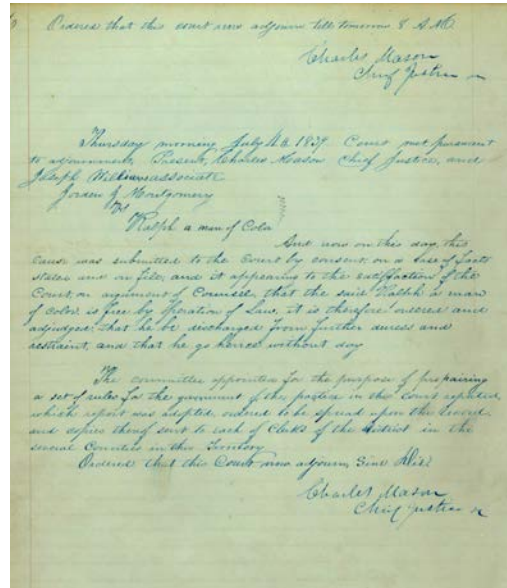 Ordered that this court now adjourn till tomorrow 8 A.M.
Charles Mason
Chief Justice
Thursday morning, July 4th 1839. Court met pursuant
to adjournment, Present, Charles Mason Chief Justice, and
Joseph Williams associate
Jordan J Montgomery
vs
Ralph a man of Color
And now on this day, this
cause was submitted to the Court by consent, on a Case of facts
stated and on file, and it appearing to the satisfaction of the
Court, on argument of Counsel, that the said Ralph a man
of color is free by operation of Law, it is therefore ordered and
adjudged that he be discharged from further duress and
restraint, and that he go hence without day
The committee appointed for the purpose of prepairing
a set of rules for the government of the practice in this court reported,
which report was adopted, ordered to be spread upon the record,
and copies thereof sent to each of Clerks of the District in the
several Counties in this Territory
Ordered that this Court now adjourn, Sine Die
Charles Mason
Chief Justice